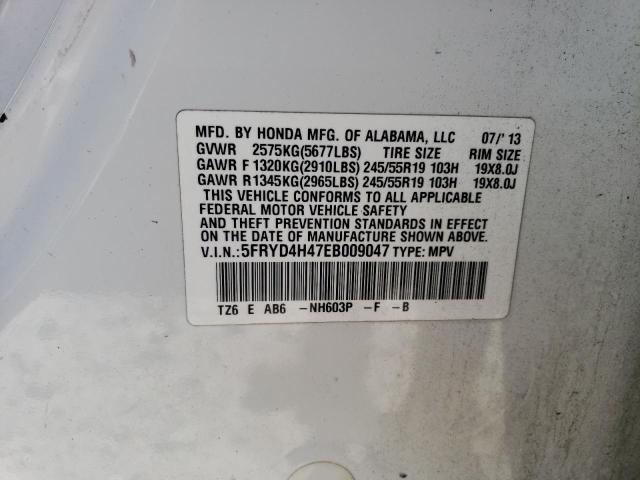 MFD. BY HONDA MFG. OF ALABAMA, LLC 07/'13
GVWR 2575KG(5677LBS) TIRE SIZE RIM SIZE
GAWR F 1320KG(2910LBS) 245/55R19 103H 19X8.0J
GAWR R1345KG(2965LBS) 245/55R19 103H 19X8.0J
THIS VEHICLE CONFORMS TO ALL APPLICABLE
FEDERAL MOTOR VEHICLE SAFETY
AND THEFT PREVENTION STANDARDS IN EFFECT
ON THE DATE OF MANUFACTURE SHOWN ABOVE.
V.I.N.: 5FRYD4H47EB009047 TYPE: MPV
TZ6 E AB6 -NH603P -F -B